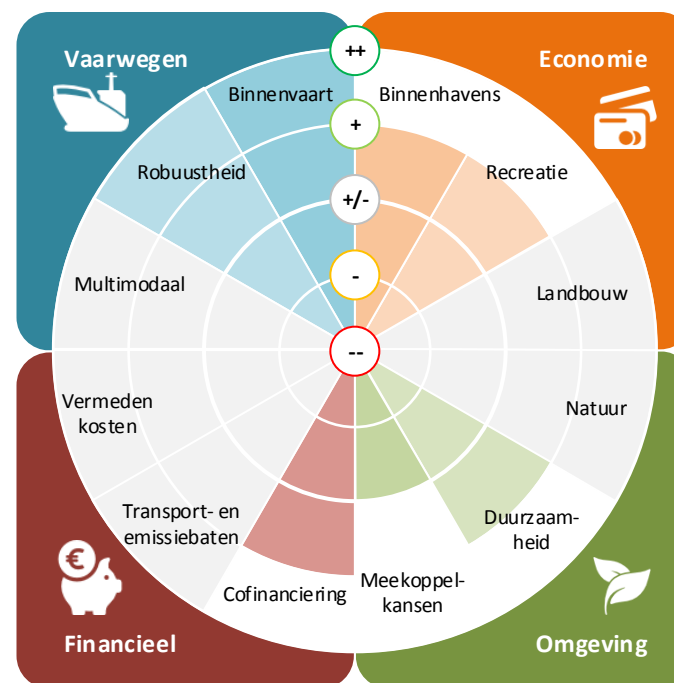 Vaarwegen
++
Economie
Binnenvaart
Binnenhavens
+
Robuustheid
Recreatie
+/-
Multimodaal
-
Landbouw
--
Vermeden
kosten
Natuur
Transport- en
emissiebaten
Duurzaam-
heid
Cofinanciering
Meekoppel-
kansen
€
Financieel
Omgeving